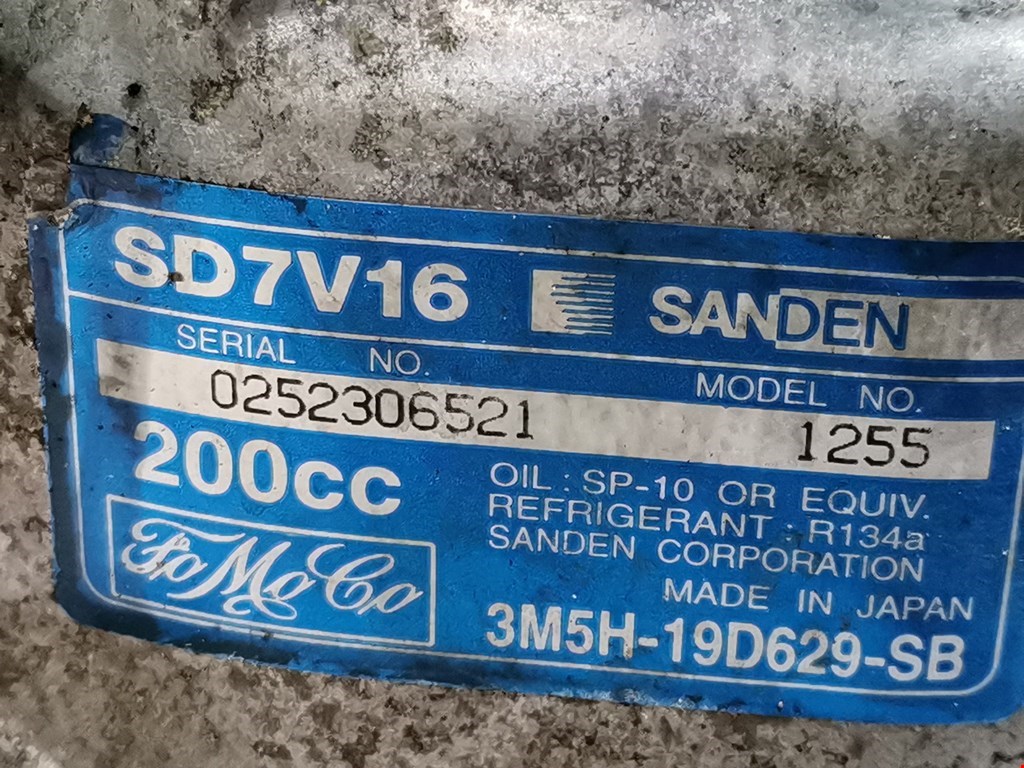 SD7V16 SANDEN
SERIAL NO. MODEL NO.
0252306521 1255
200CC
OIL : SP-10 OR EQUIV.
REFRIGERANT : R134a
SANDEN CORPORATION
MADE IN JAPAN
FoMoCo
3M5H-19D629-SB